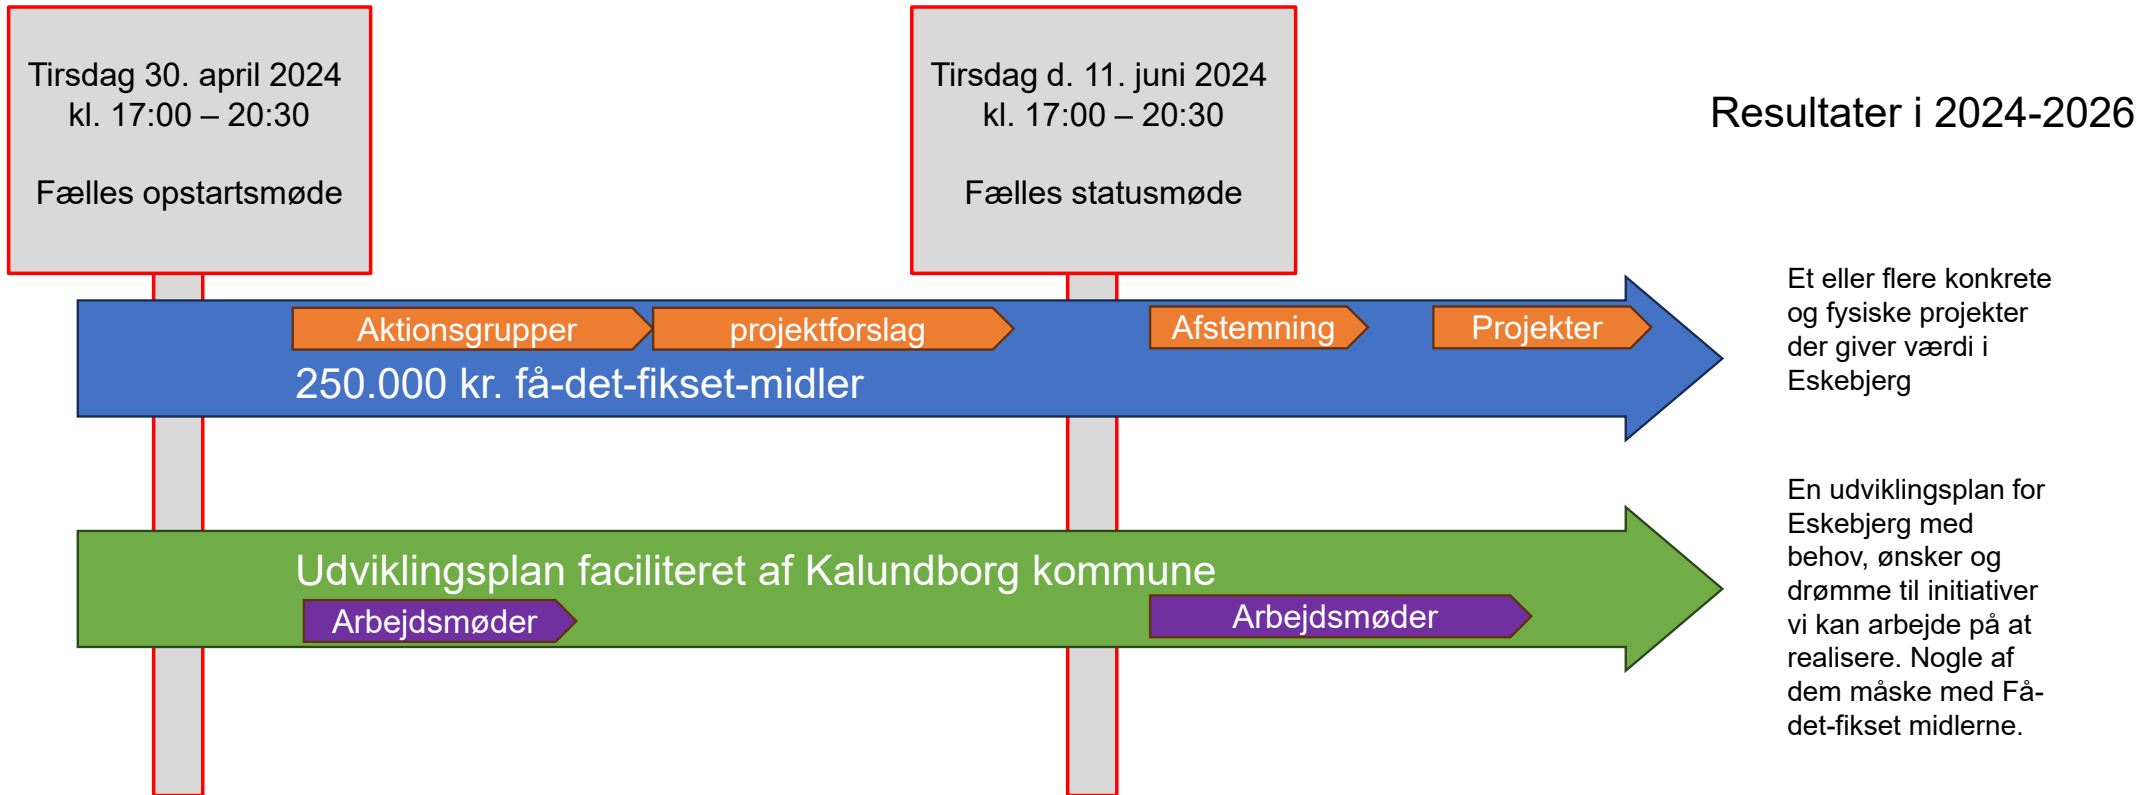 Tirsdag 30. april 2024
kl. 17:00 – 20:30
Fælles opstartsmøde
Tirsdag d. 11. juni 2024
kl. 17:00 – 20:30
Fælles statusmøde
Resultater i 2024-2026
Aktionsgrupper
projektforslag
Afstemning
Projekter
250.000 kr. få-det-fikset-midler
Et eller flere konkrete
og fysiske projekter
der giver værdi i
Eskebjerg
Udviklingsplan faciliteret af Kalundborg kommune
Arbejdsmøder
Arbejdsmøder
En udviklingsplan for
Eskebjerg med
behov, ønsker og
drømme til initiativer
vi kan arbejde på at
realisere. Nogle af
dem måske med Få-
det-fikset midlerne.